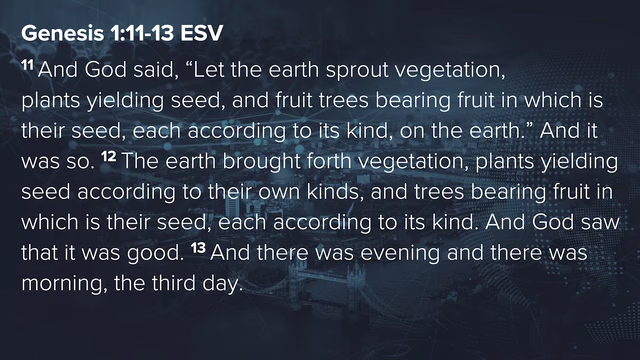 Genesis 1:11-13 ESV
11 And God said, “Let the earth sprout vegetation,
plants yielding seed, and fruit trees bearing fruit in which is
their seed, each according to its kind, on the earth.” And it
was so. 12 The earth brought forth vegetation, plants yielding
seed according to their own kinds, and trees bearing fruit in
which is their seed, each according to its kind. And God saw
that it was good. 13 And there was evening and there was
morning, the third day.